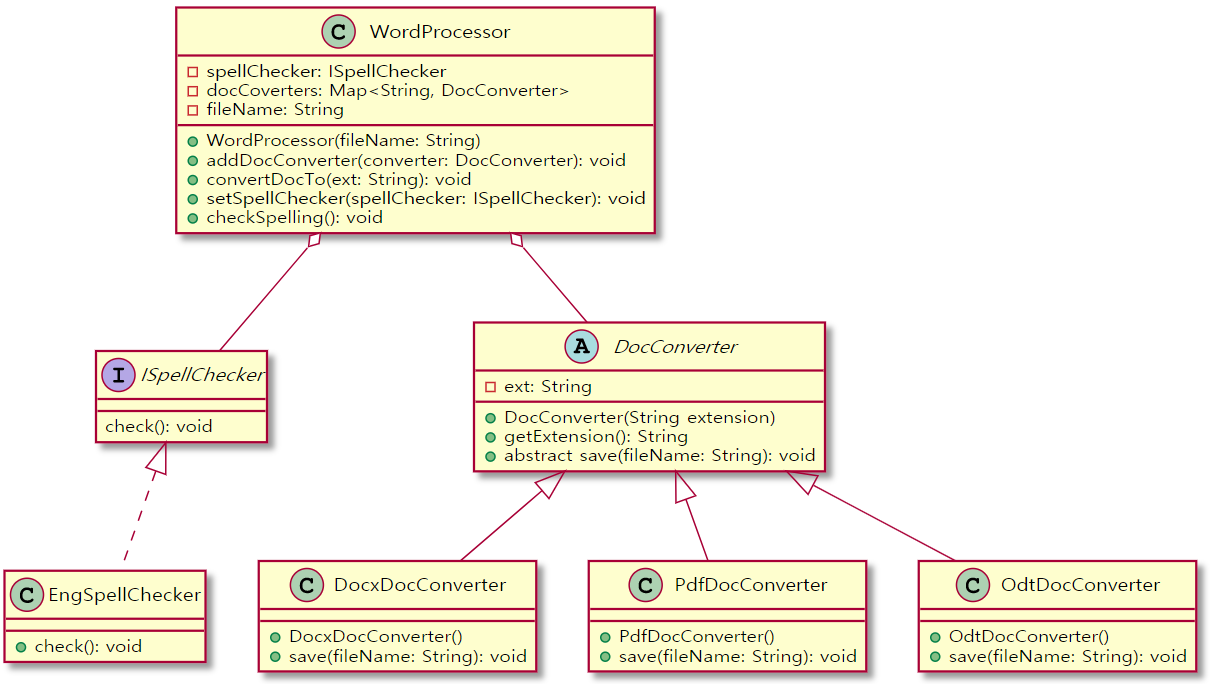 C WordProcessor
spellChecker: ISpellChecker
docCoverters: Map<String, DocConverter>
fileName: String
WordProcessor(fileName: String)
addDocConverter(converter: DocConverter): void
convertDocTo(ext: String): void
setSpellChecker(spellChecker: ISpellChecker): void
checkSpelling(): void
I ISpellChecker
check(): void
A DocConverter
ext: String
DocConverter(String extension)
getExtension(): String
abstract save(fileName: String): void
C EngSpellChecker
check(): void
C DocxDocConverter
DocxDocConverter()
save(fileName: String): void
C PdfDocConverter
PdfDocConverter()
save(fileName: String): void
C OdtDocConverter
OdtDocConverter()
save(fileName: String): void